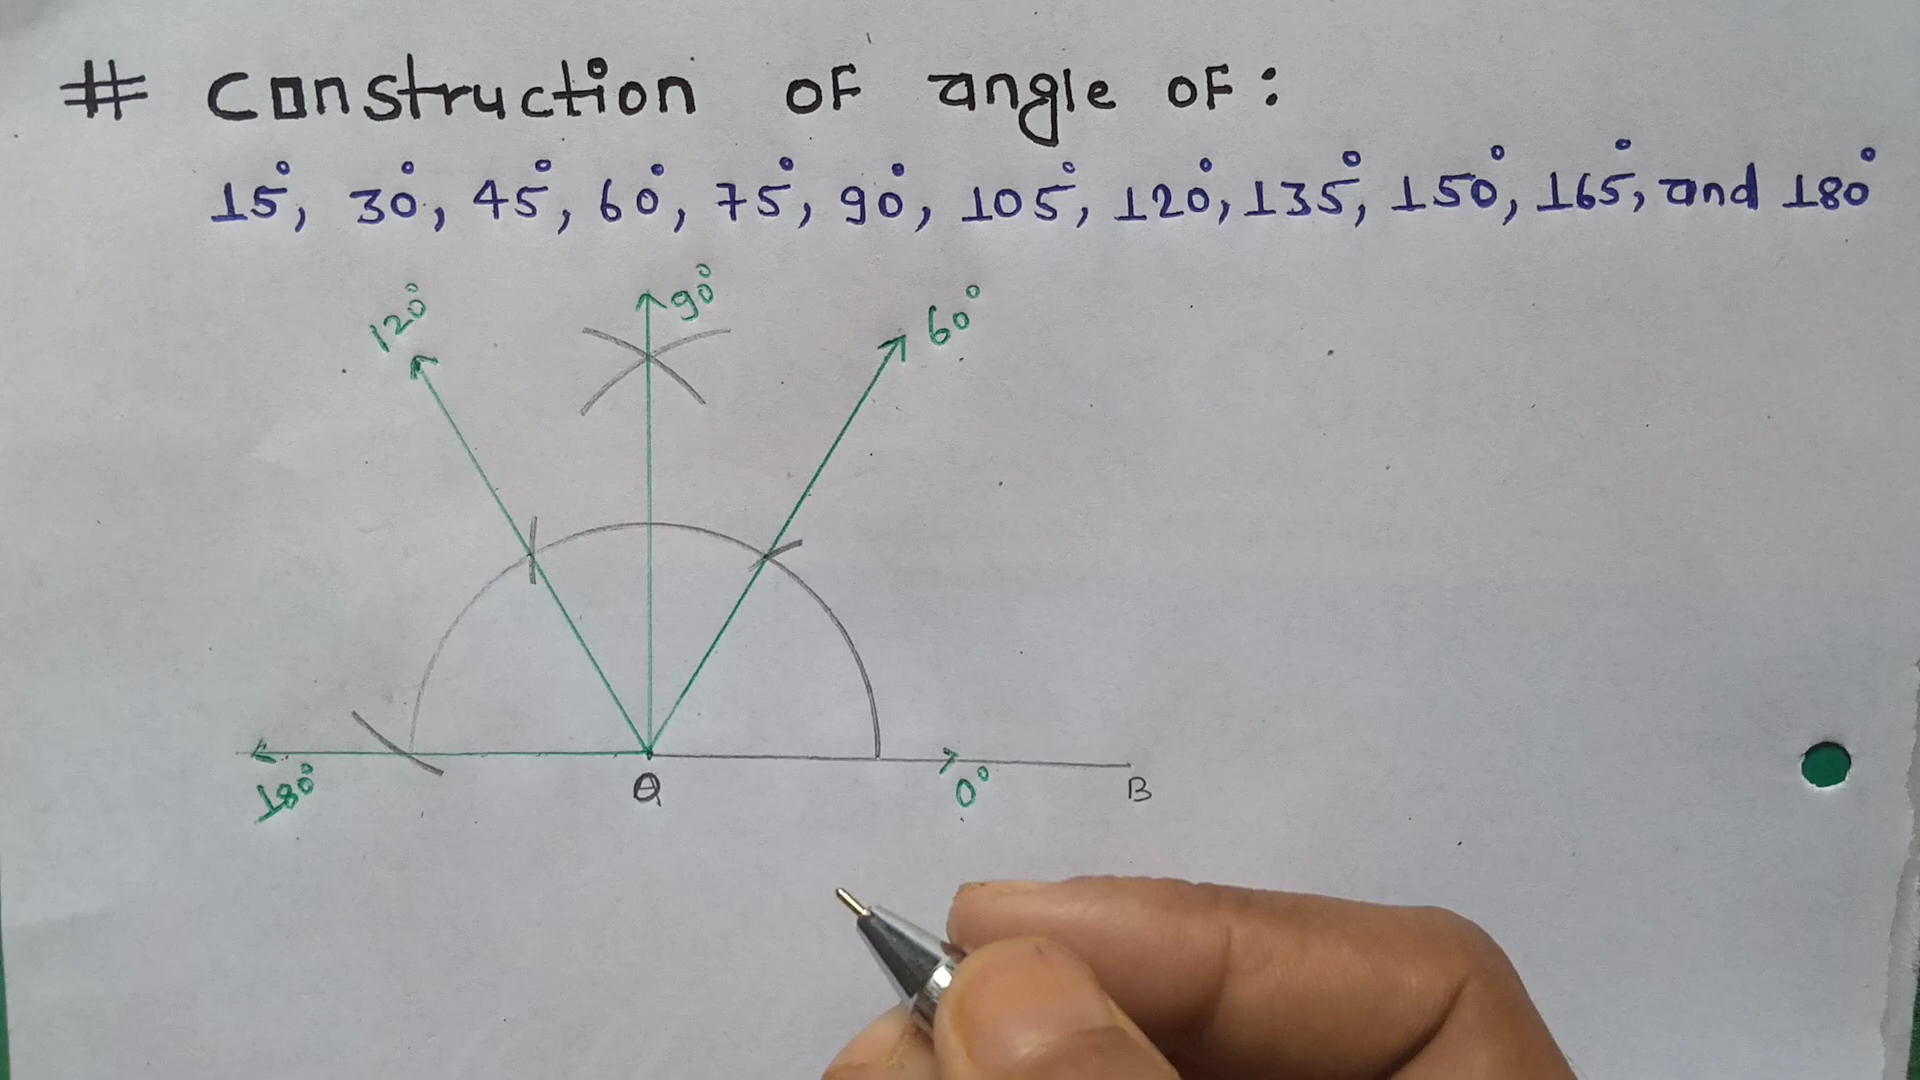 # Construction of angle of:
15°, 30°, 45°, 60°, 75°, 90°, 105°, 120°, 135°, 150°, 165°, and 180°
120° 90° 60°
180° Q 0° B